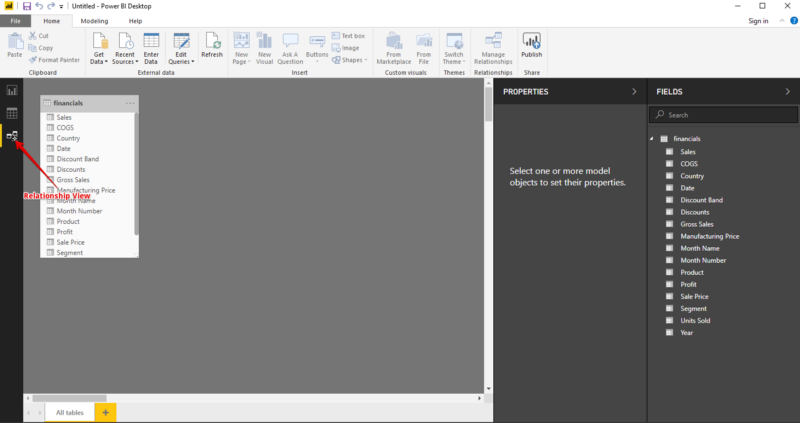 Untitled - Power BI Desktop
File Home Modeling Help Sign in
Paste
Cut
Copy
Format Painter
Clipboard
Get Data
Recent Sources
Enter Data
Edit Queries
Refresh
External data
New Page
New Visual
Ask A Question
Buttons
Text box
Image
Shapes
Insert
From Marketplace
From File
Custom visuals
Switch Theme
Themes
Manage Relationships
Relationships
Publish
Share
Relationship View
financials
Sales
COGS
Country
Date
Discount Band
Discounts
Gross Sales
Manufacturing Price
Month Name
Month Number
Product
Profit
Sale Price
Segment
All tables
PROPERTIES
Select one or more model
objects to set their properties.
FIELDS
Search
financials
Sales
COGS
Country
Date
Discount Band
Discounts
Gross Sales
Manufacturing Price
Month Name
Month Number
Product
Profit
Sale Price
Segment
Units Sold
Year